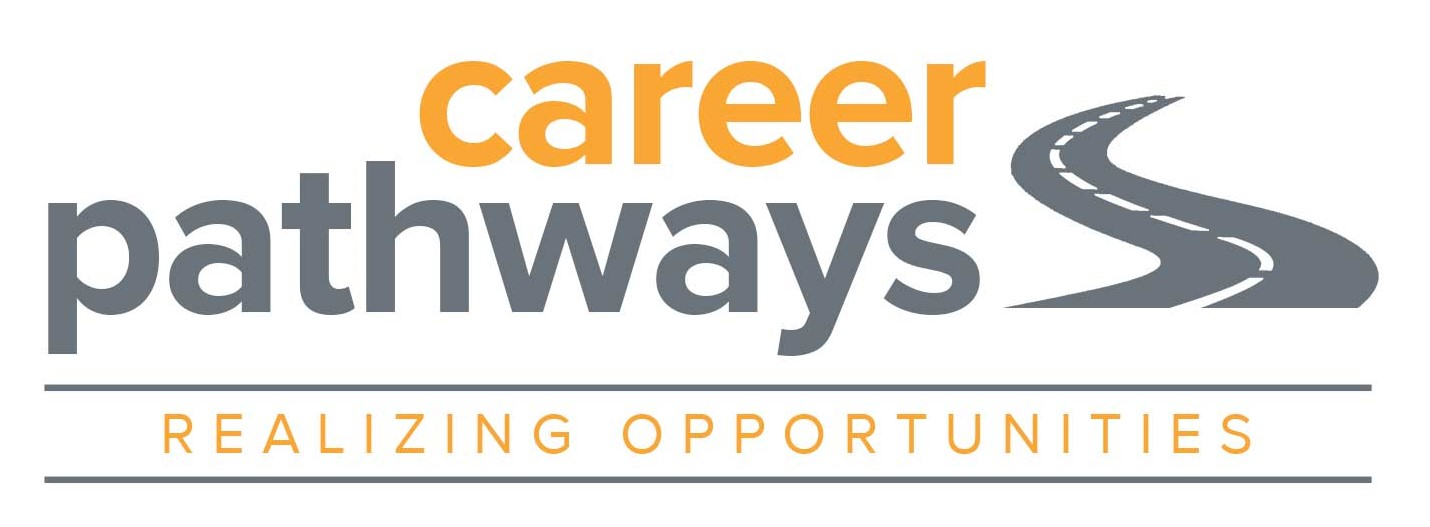 career
pathways
REALIZING OPPORTUNITIES